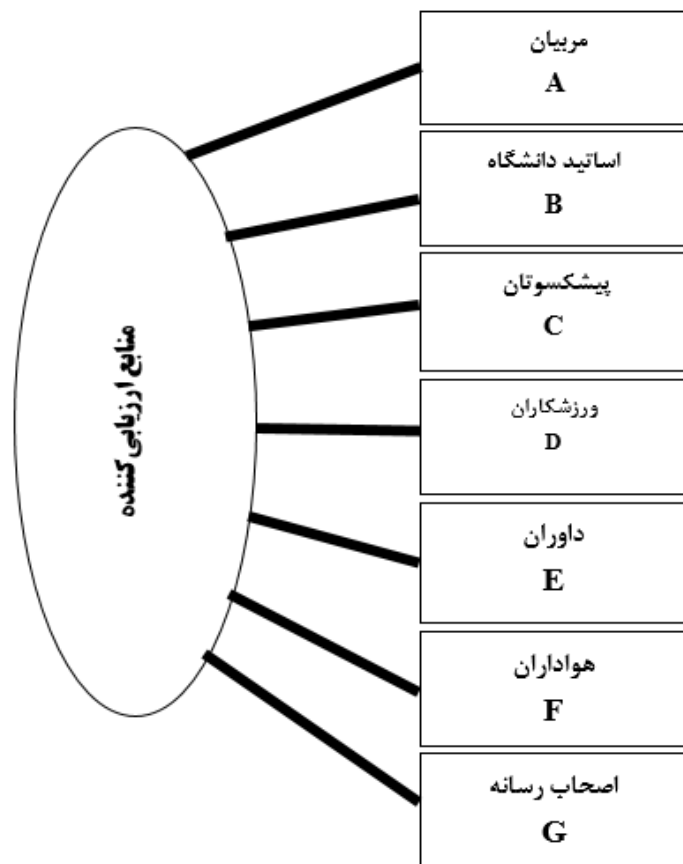 مربیان
A
اساتید دانشگاه
B
پیشکسوتان
C
ورزشکاران
D
داوران
E
هواداران
F
اصحاب رسانه
G
منابع ارزیابی‌کننده